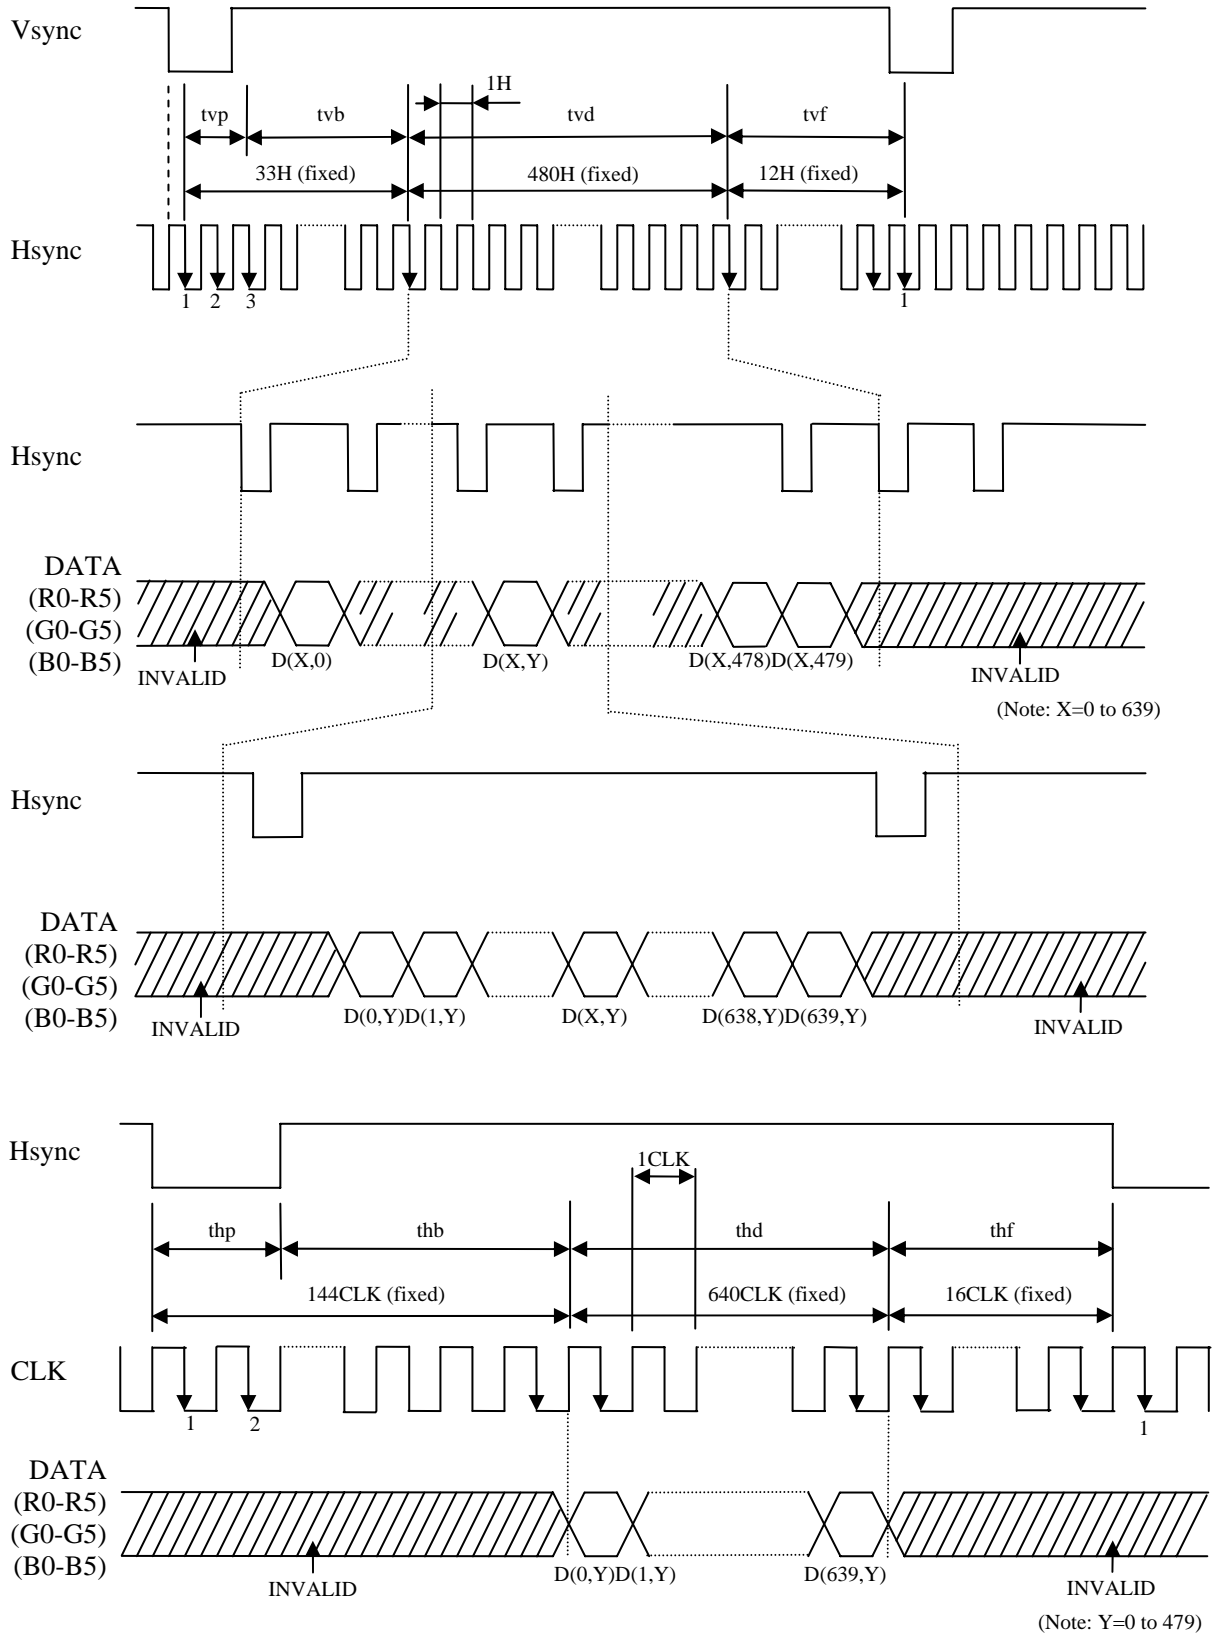 Vsync
1H
tvp
tvb
tvd
tvf
33H (fixed)
480H (fixed)
12H (fixed)
Hsync
1
2
3
1
Hsync
DATA
(R0-R5)
(G0-G5)
(B0-B5)
D(X,0)
D(X,Y)
D(X,478)D(X,479)
INVALID
INVALID
(Note: X=0 to 639)
Hsync
DATA
(R0-R5)
(G0-G5)
(B0-B5)
INVALID
D(0,Y)D(1,Y)
D(X,Y)
D(638,Y)D(639,Y)
INVALID
Hsync
1CLK
thp
thb
thd
thf
144CLK (fixed)
640CLK (fixed)
16CLK (fixed)
CLK
1
2
1
DATA
(R0-R5)
(G0-G5)
(B0-B5)
INVALID
D(0,Y)D(1,Y)
D(639,Y)
INVALID
(Note: Y=0 to 479)